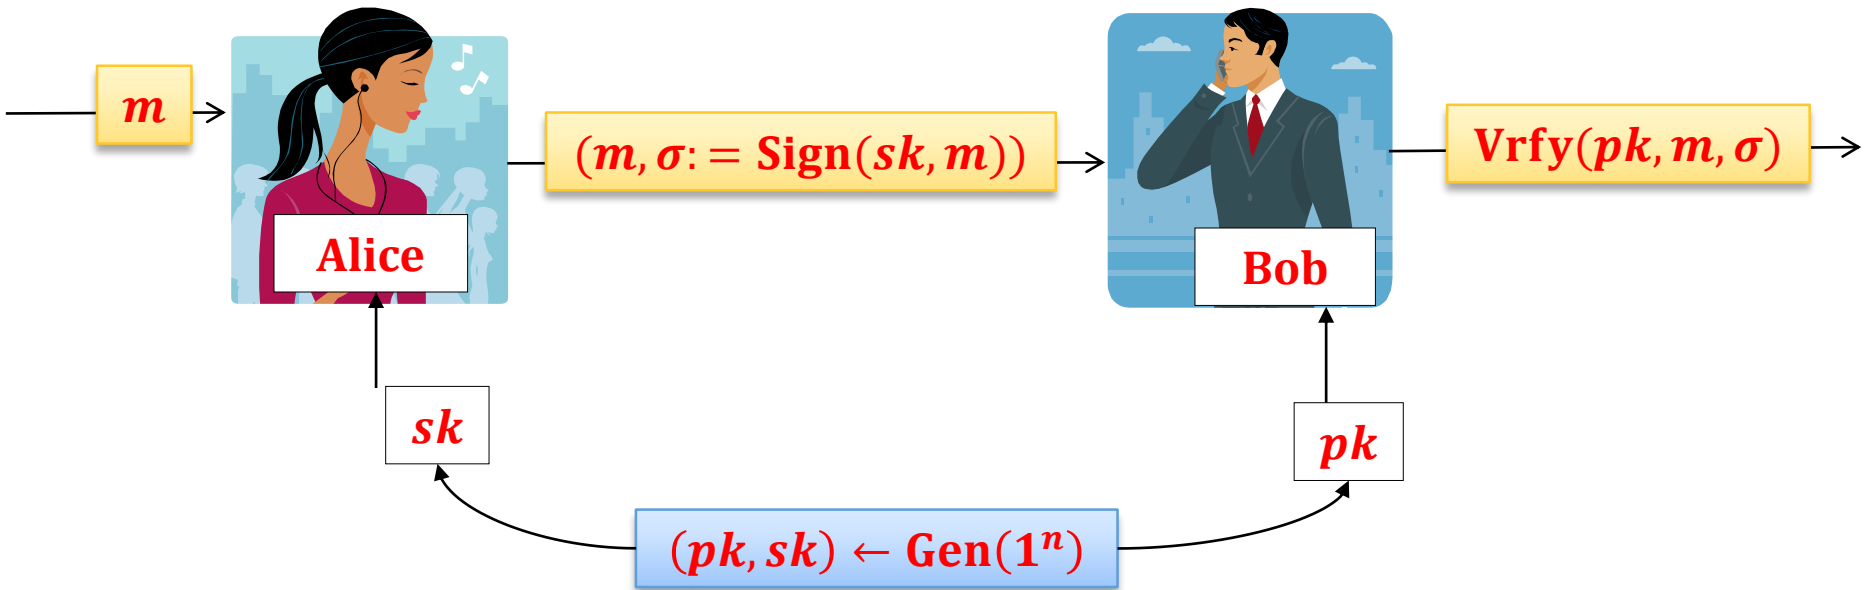 m
(m, σ: = Sign(sk, m))
Vrfy(pk, m, σ)
Alice
Bob
sk
pk
(pk, sk) ← Gen(1ⁿ)